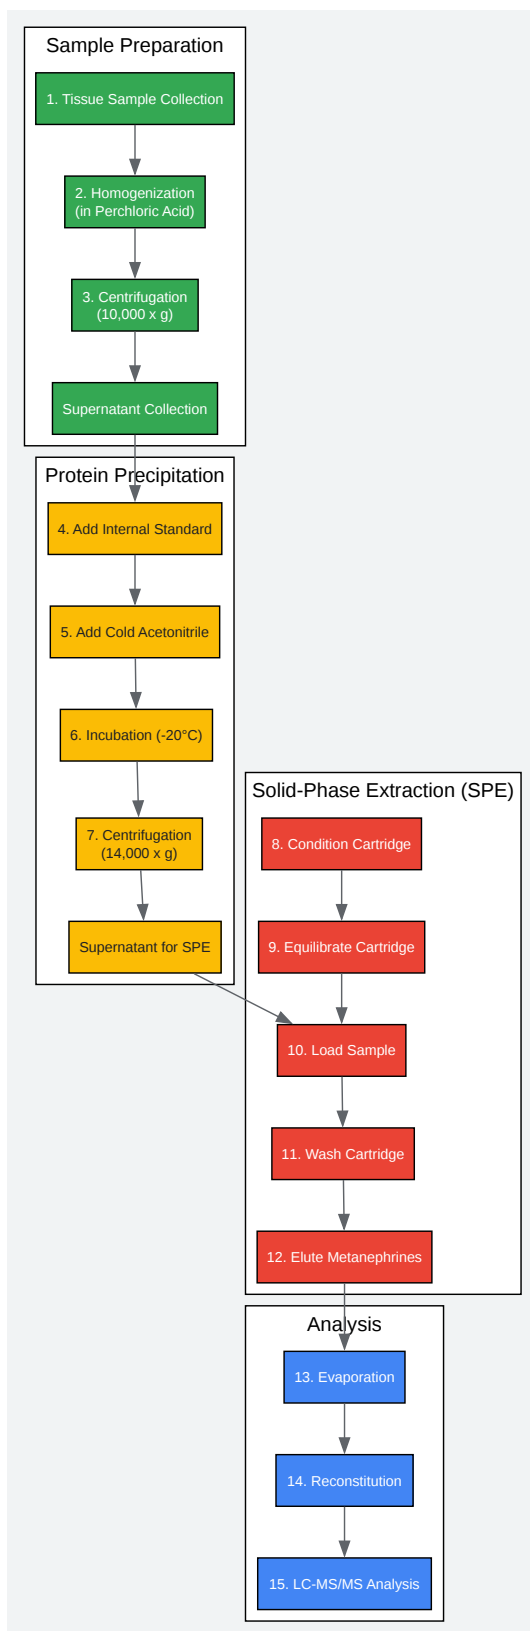 Sample Preparation
1. Tissue Sample Collection
2. Homogenization
(in Perchloric Acid)
3. Centrifugation
(10,000 x g)
Supernatant Collection
Protein Precipitation
4. Add Internal Standard
5. Add Cold Acetonitrile
6. Incubation (-20°C)
7. Centrifugation
(14,000 x g)
Supernatant for SPE
Solid-Phase Extraction (SPE)
8. Condition Cartridge
9. Equilibrate Cartridge
10. Load Sample
11. Wash Cartridge
12. Elute Metanephrines
Analysis
13. Evaporation
14. Reconstitution
15. LC-MS/MS Analysis